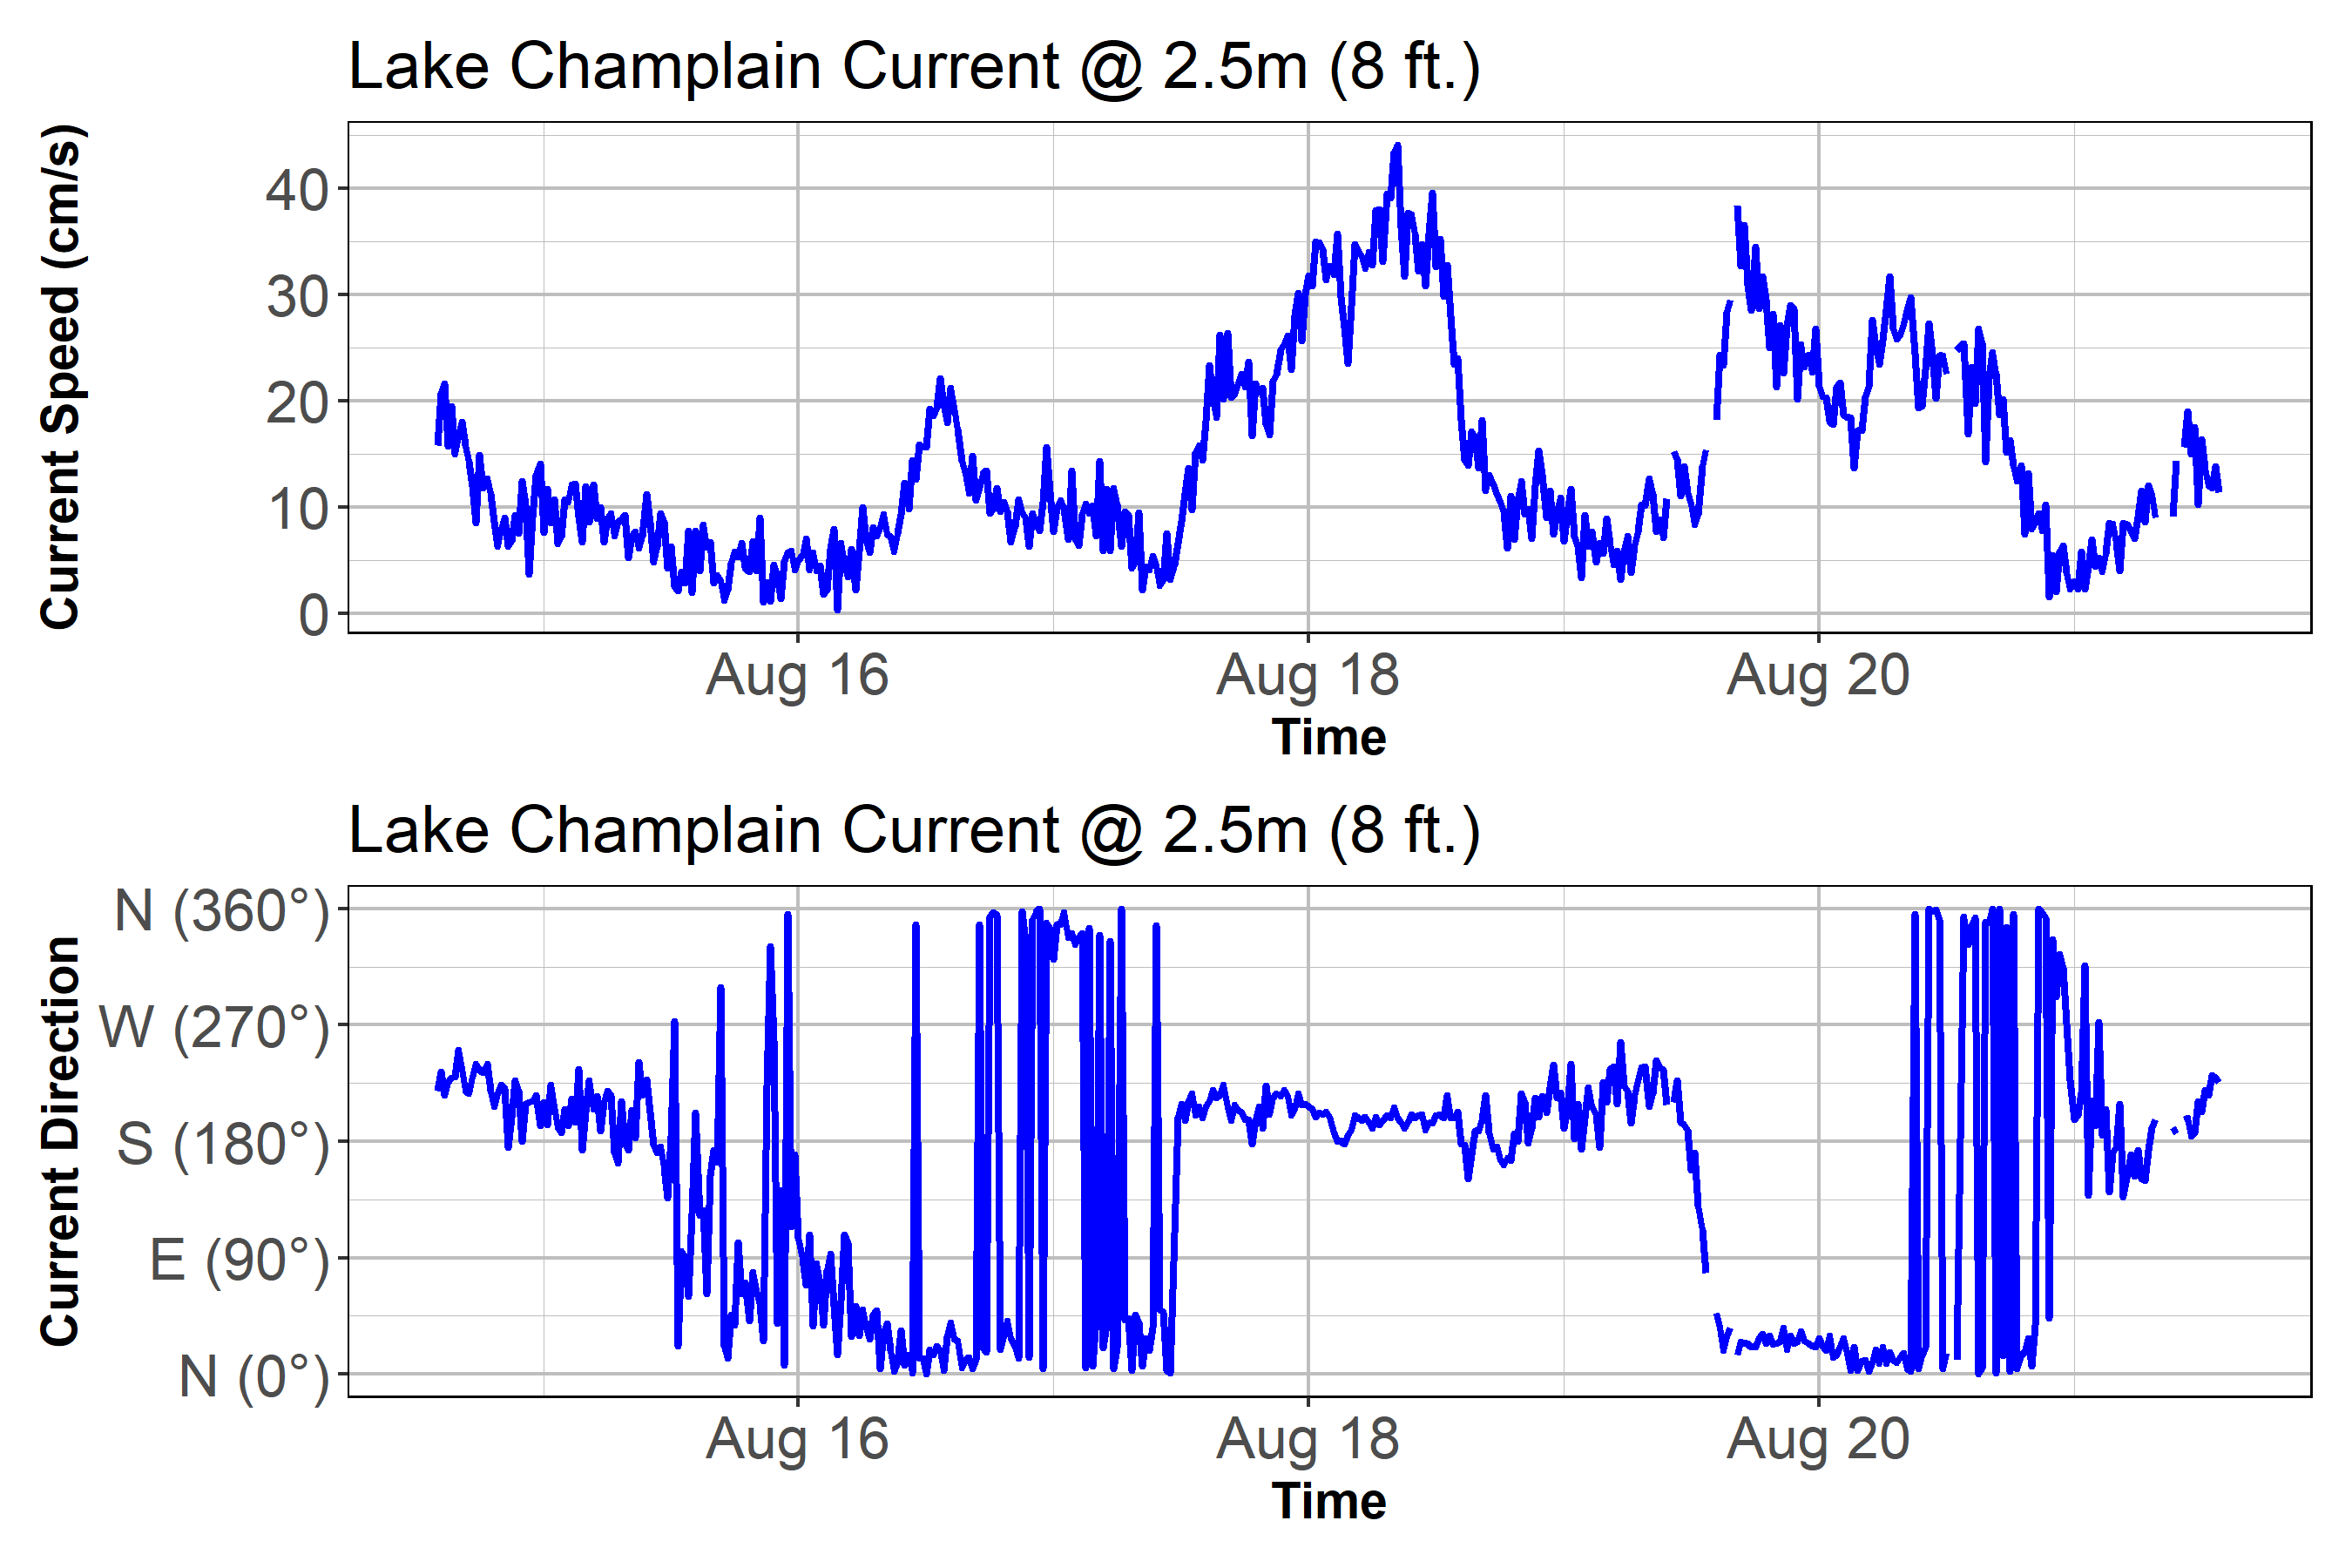 Lake Champlain Current @ 2.5m (8 ft.)
Current Speed (cm/s)
40
30
20
10
0
Aug 16
Aug 18
Aug 20
Time
Lake Champlain Current @ 2.5m (8 ft.)
Current Direction
N (360°)
W (270°)
S (180°)
E (90°)
N (0°)
Aug 16
Aug 18
Aug 20
Time